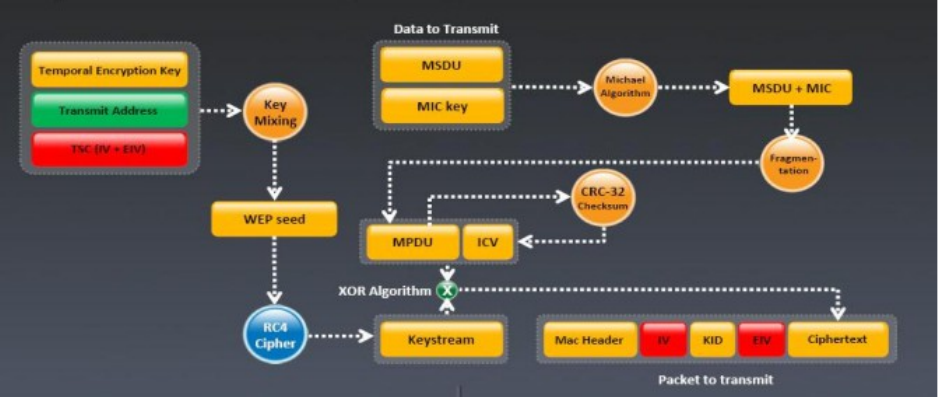 Data to Transmit
Temporal Encryption Key
Transmit Address
TSC (IV + EIV)
Key
Mixing
MSDU
MIC key
Michael
Algorithm
MSDU + MIC
Fragmen-
tation
CRC-32
Checksum
WEP seed
MPDU
ICV
XOR Algorithm
X
RC4
Cipher
Keystream
Mac Header
IV
KID
EIV
Ciphertext
Packet to transmit